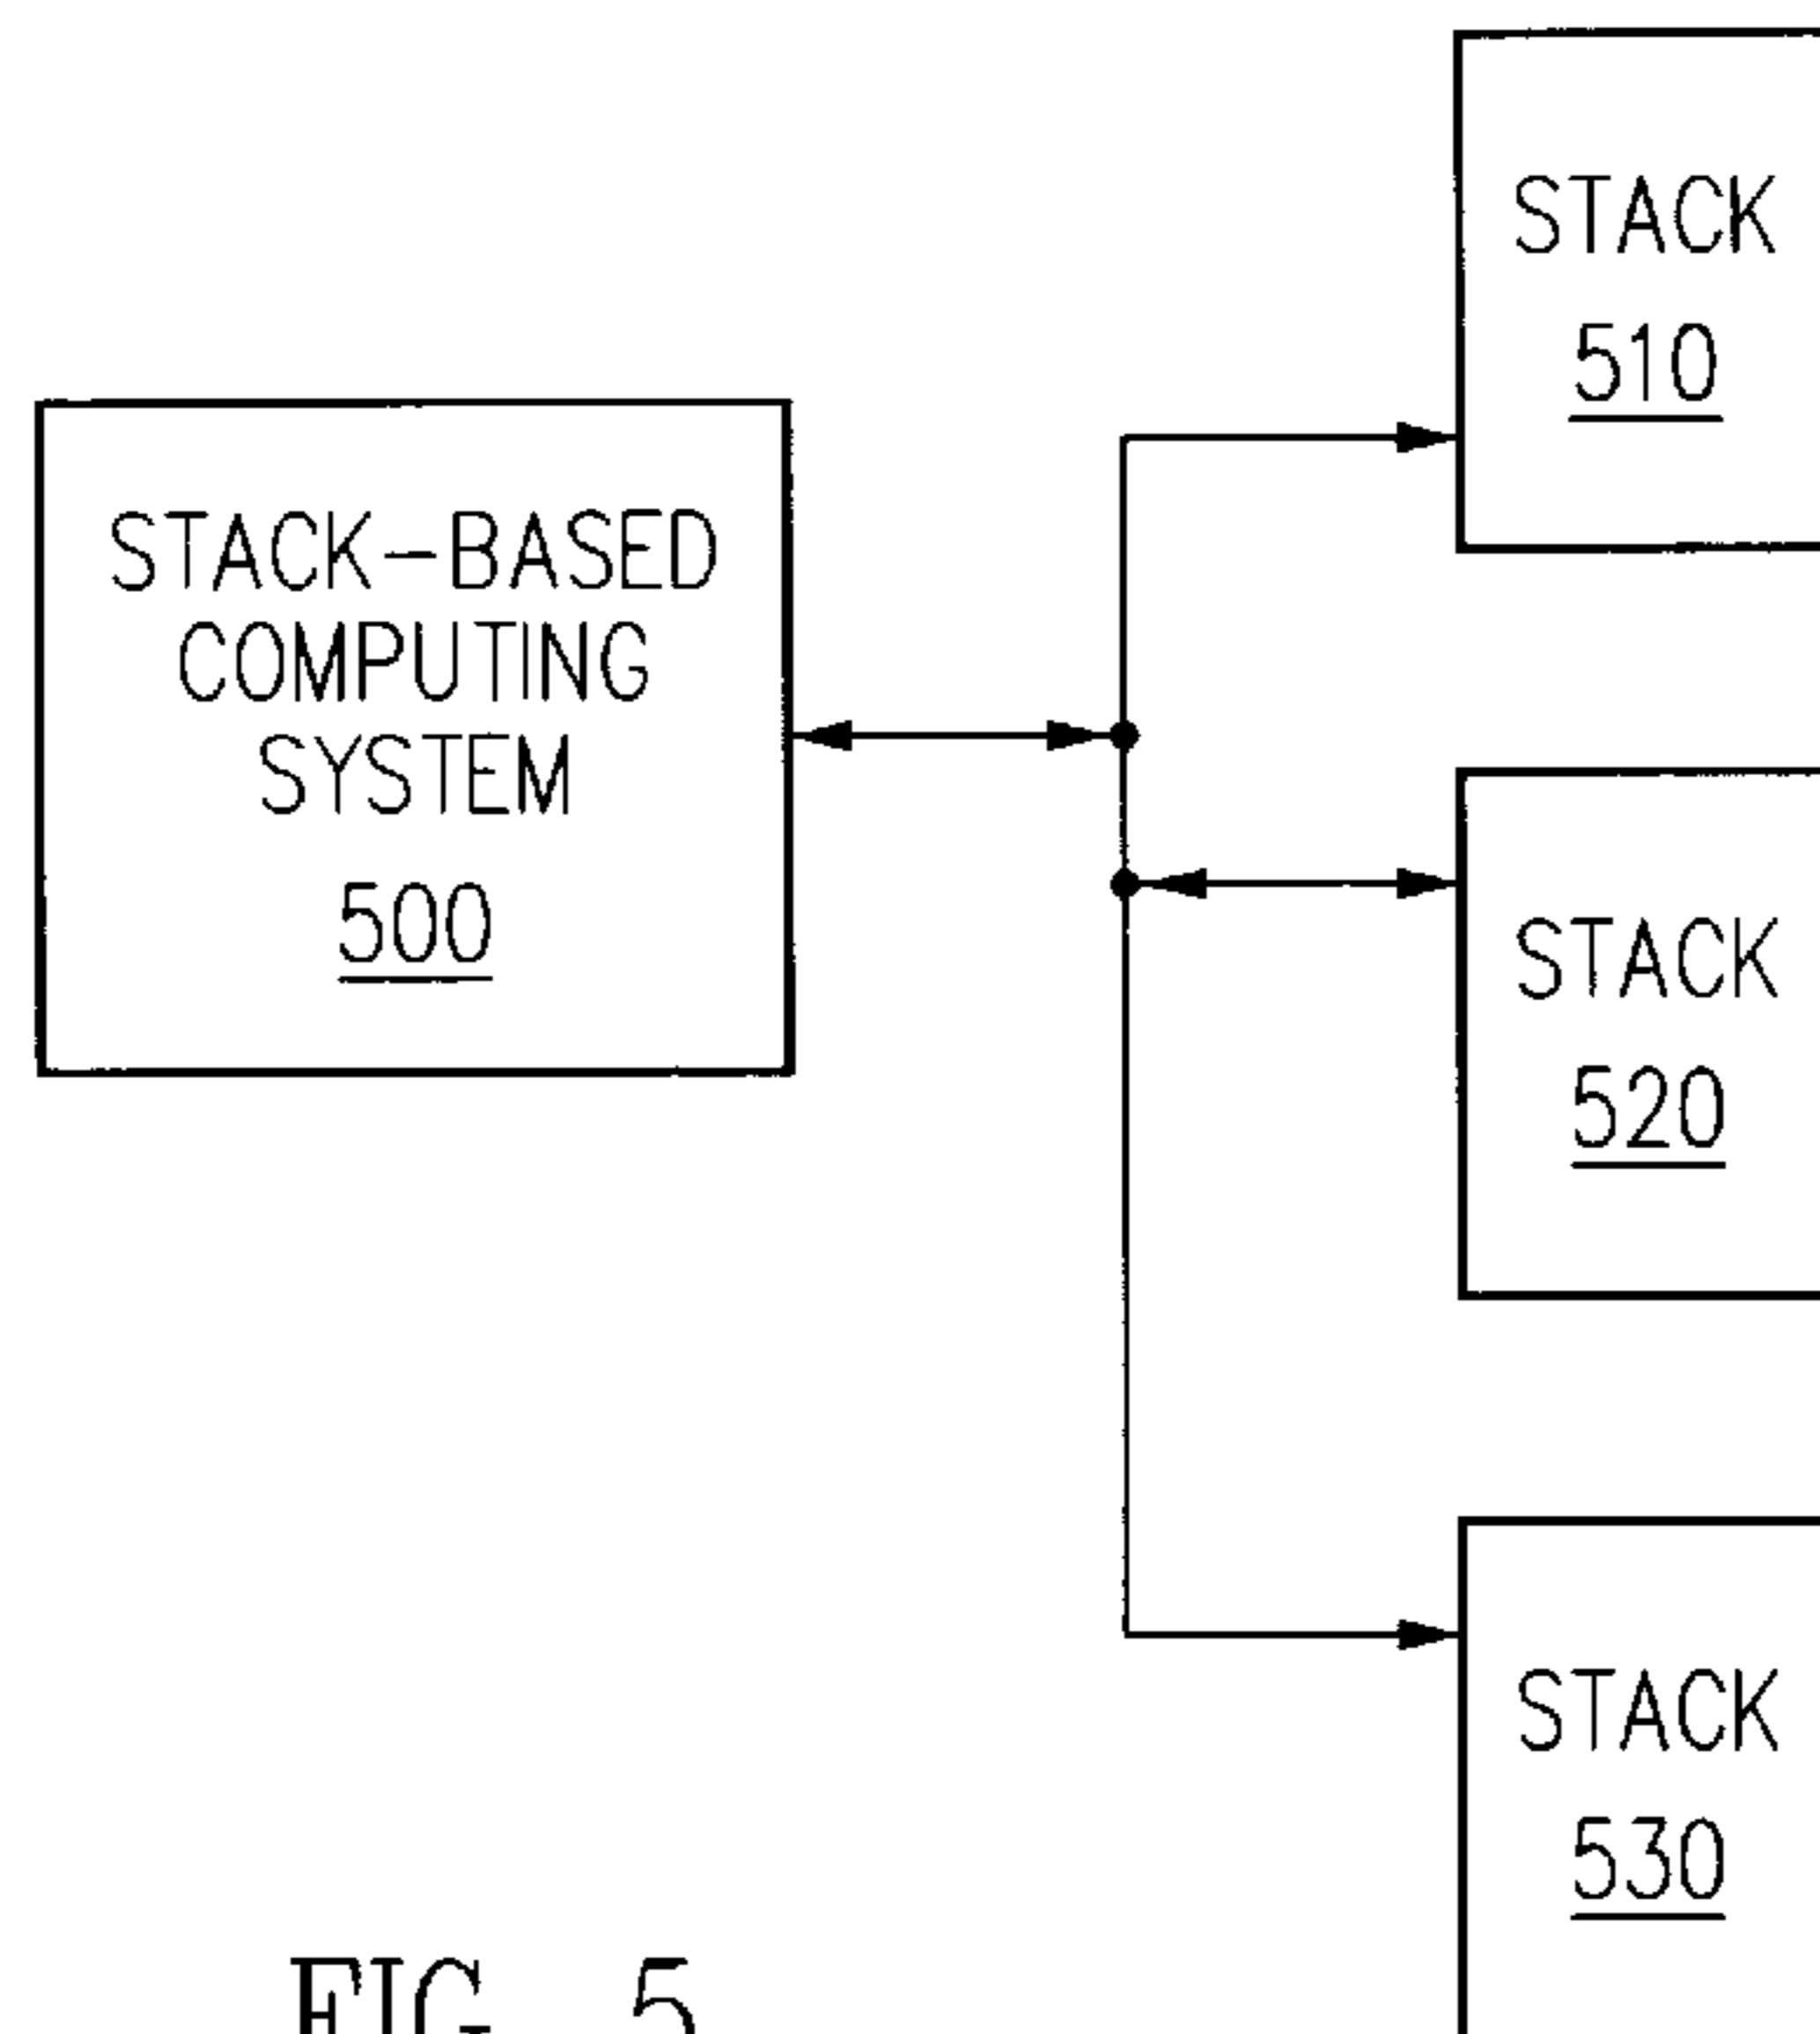 STACK
510
STACK-BASED
COMPUTING
SYSTEM
500
STACK
520
STACK
530
FIG. 5